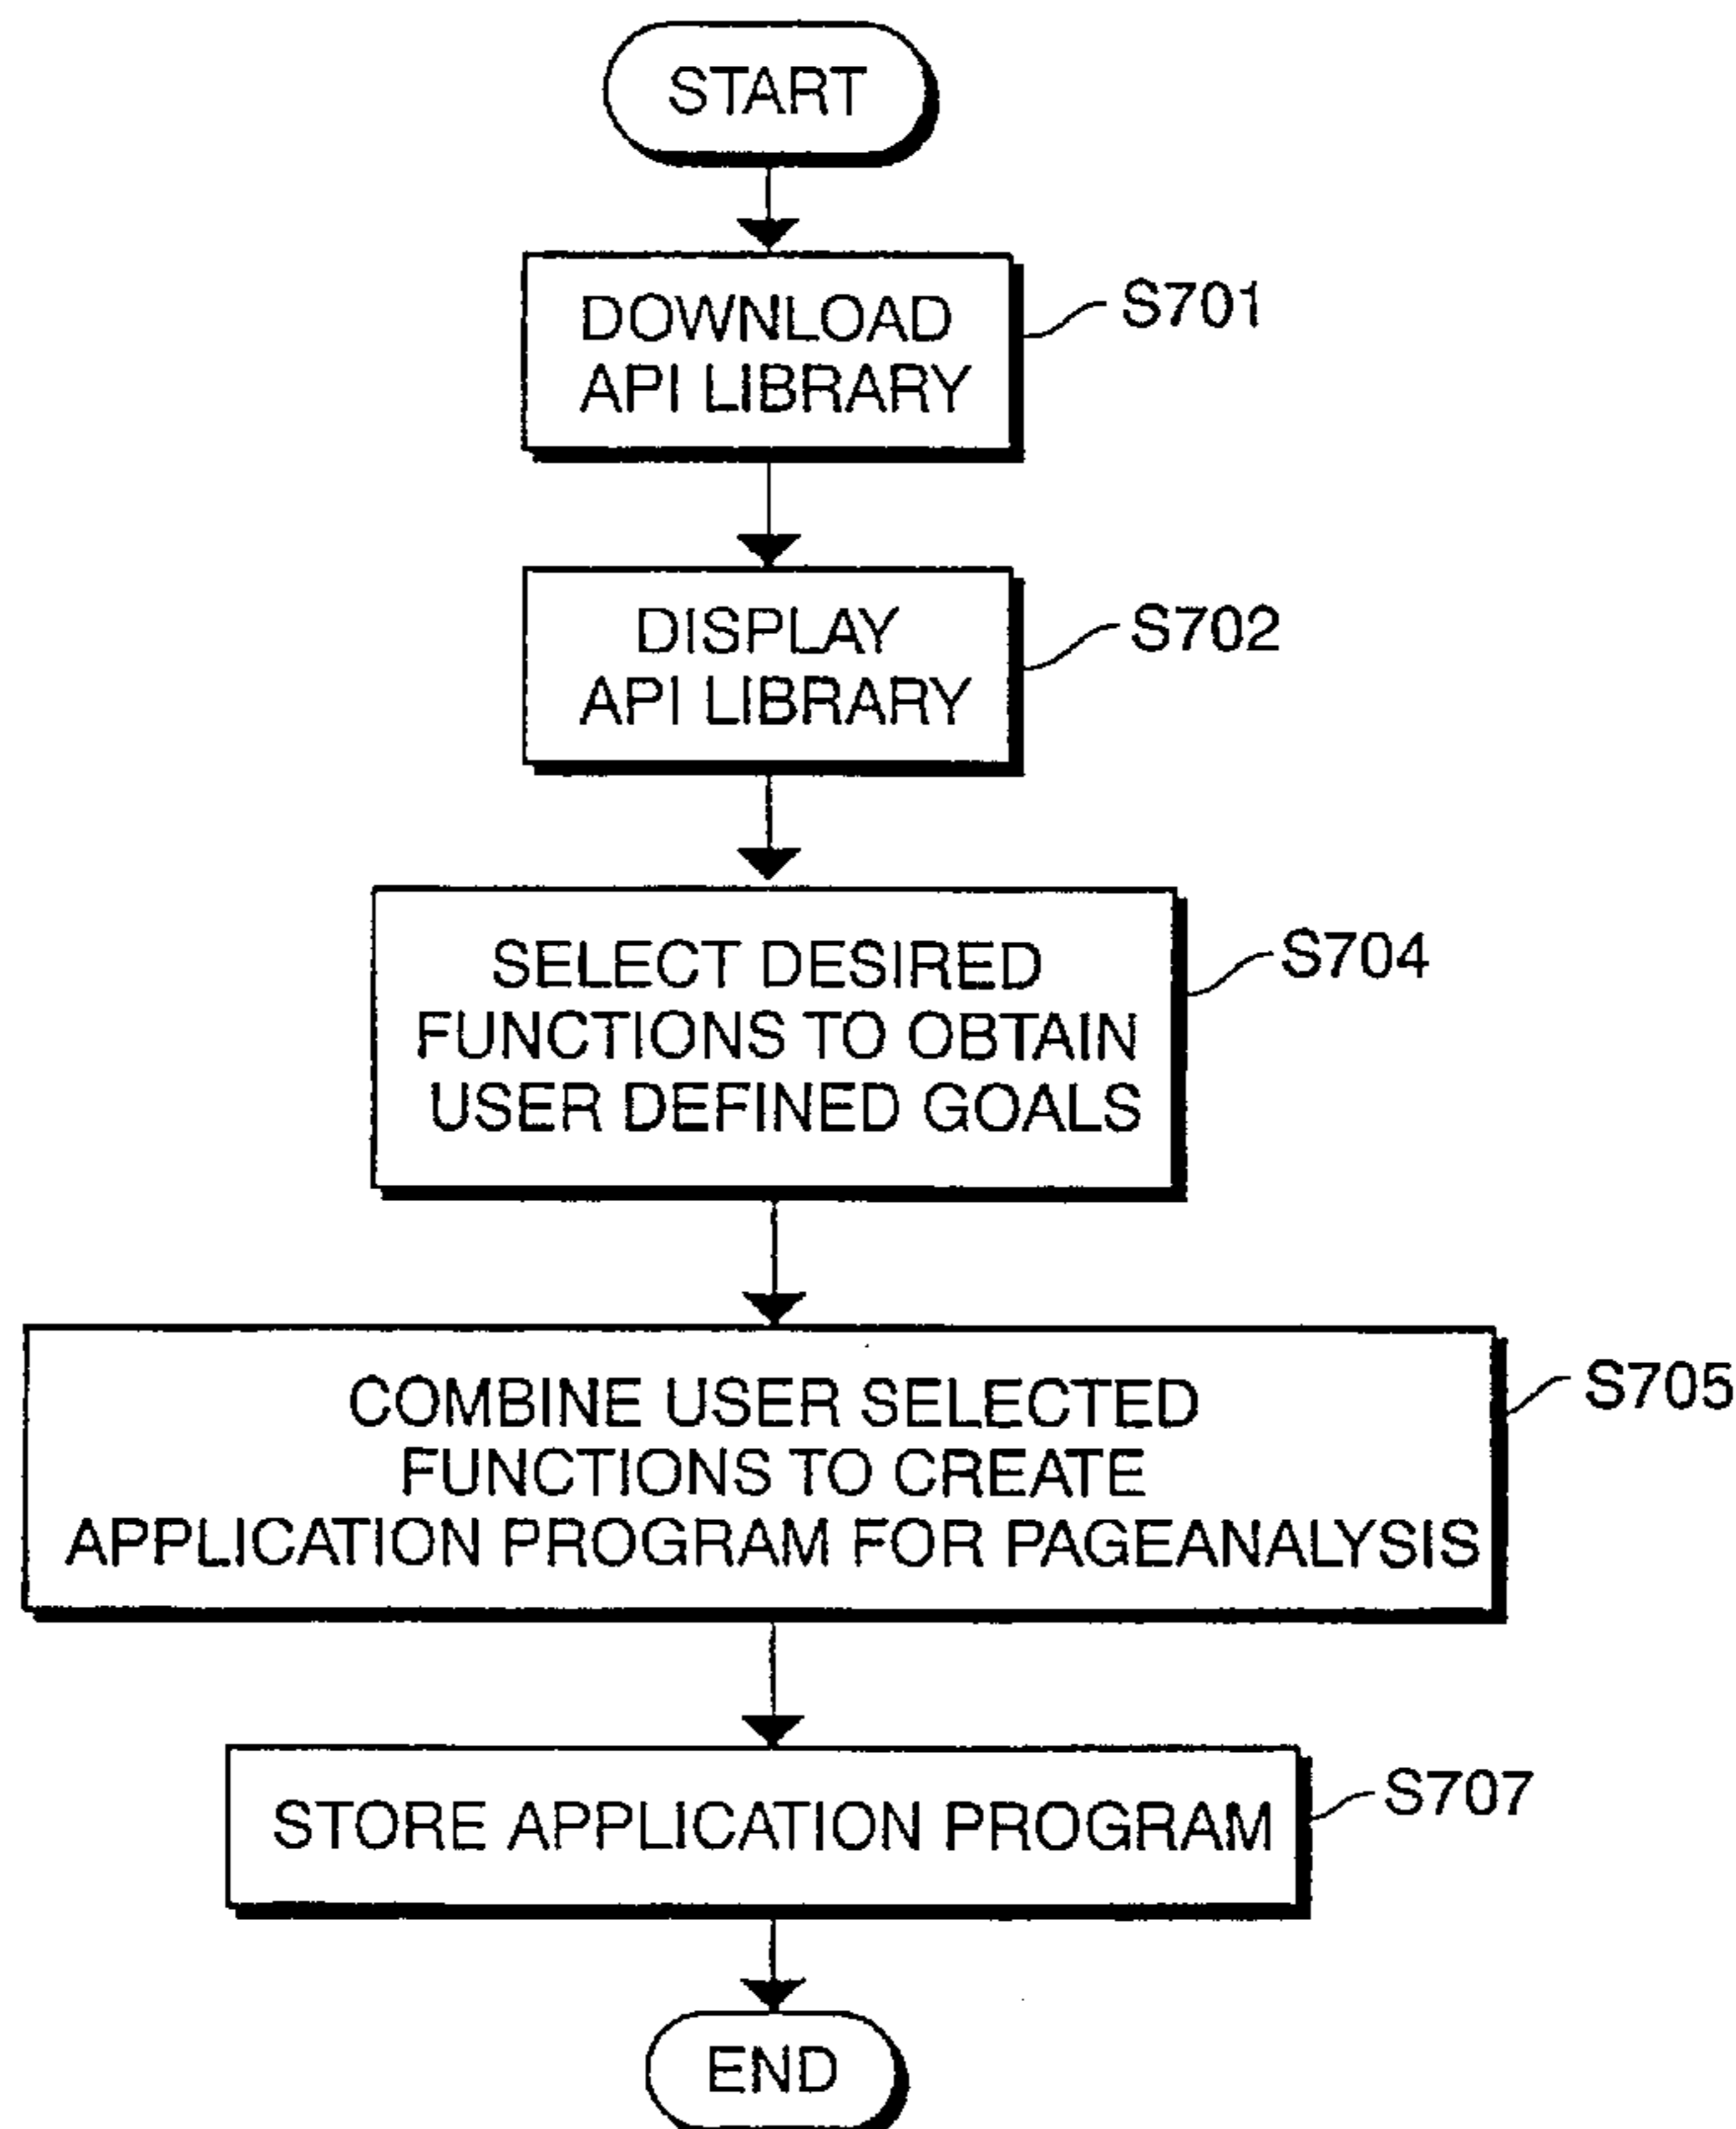 START
DOWNLOAD
API LIBRARY
S701
DISPLAY
API LIBRARY
S702
SELECT DESIRED
FUNCTIONS TO OBTAIN
USER DEFINED GOALS
S704
COMBINE USER SELECTED
FUNCTIONS TO CREATE
APPLICATION PROGRAM FOR PAGEANALYSIS
S705
STORE APPLICATION PROGRAM
S707
END